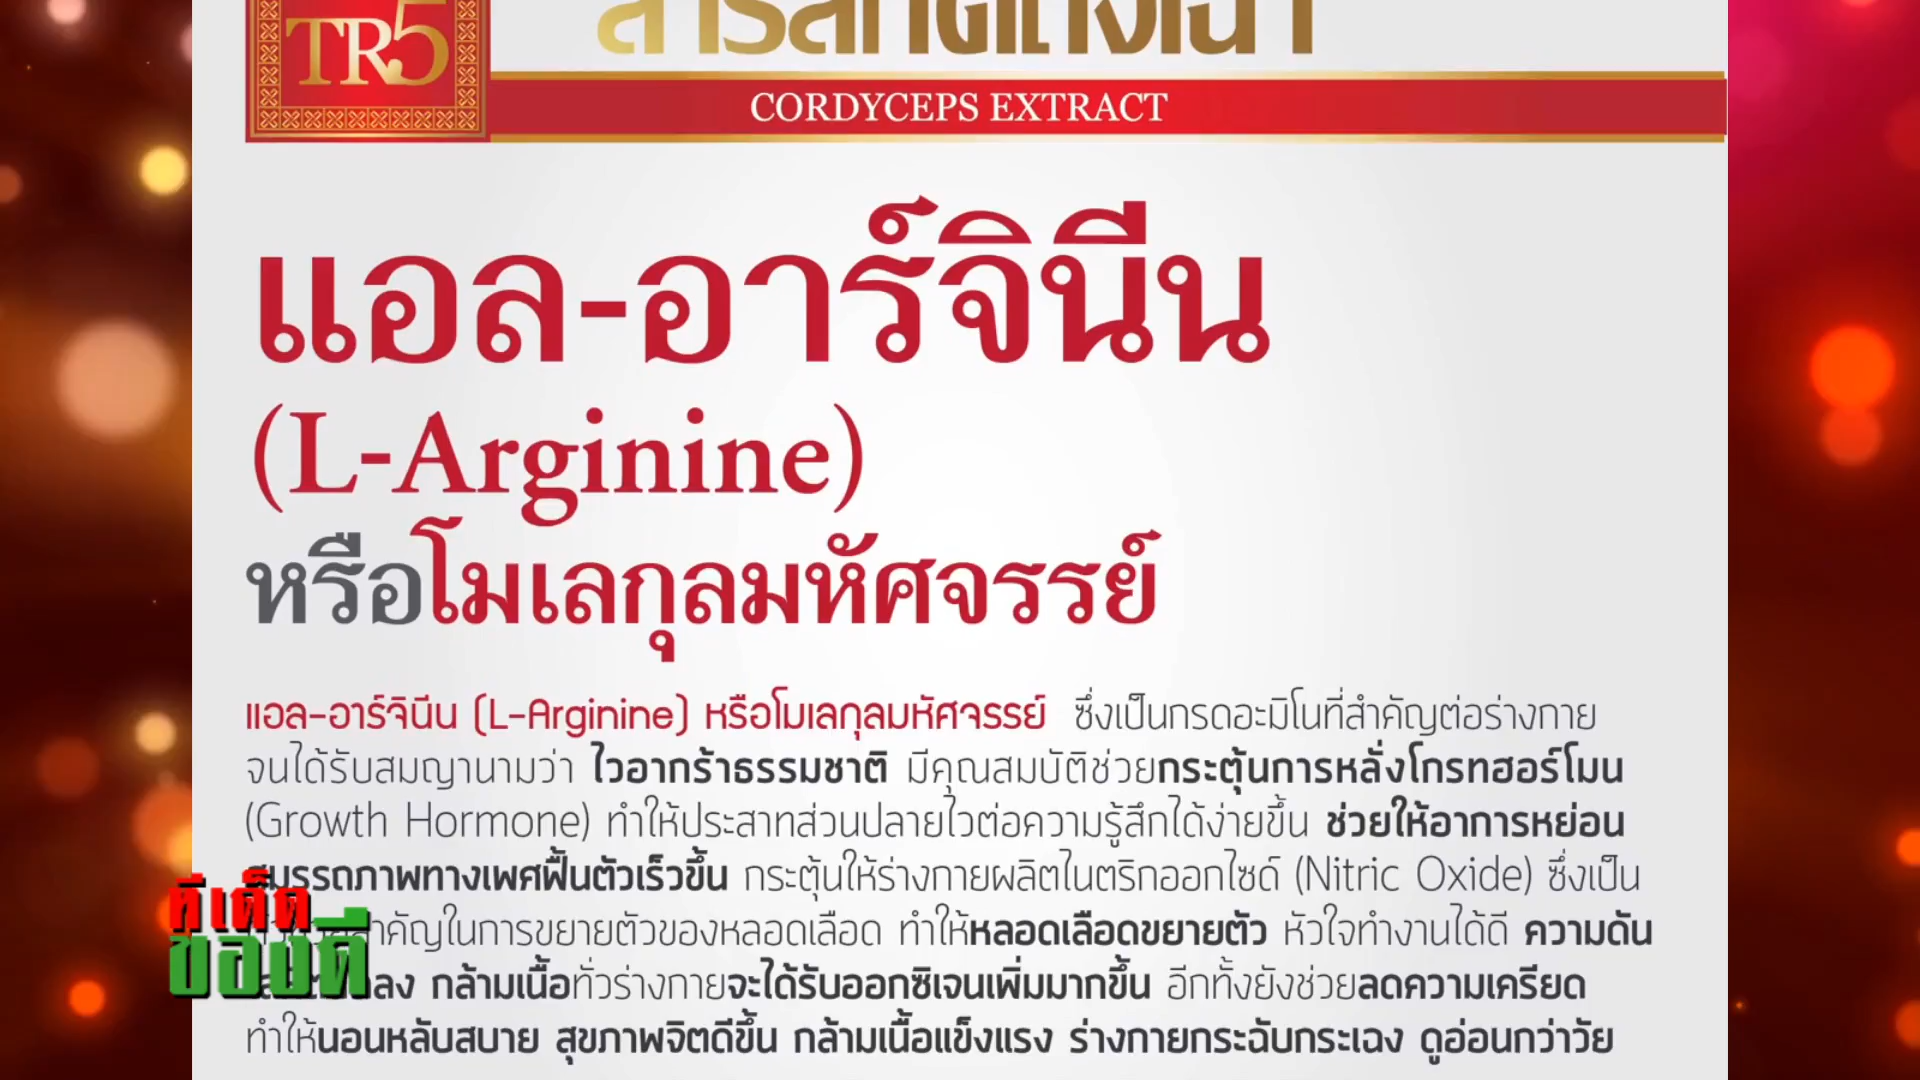 TR5
CORDYCEPS EXTRACT
แอล-อาร์จินีน
(L-Arginine)
หรือโมเลกุลมหัศจรรย์
แอล-อาร์จินีน (L-Arginine) หรือโมเลกุลมหัศจรรย์ ซึ่งเป็นกรดอะมิโนที่สำคัญต่อร่างกาย
จนได้รับสมญานามว่า ไวอากร้าธรรมชาติ มีคุณสมบัติช่วยกระตุ้นการหลั่งโกรทฮอร์โมน
(Growth Hormone) ทำให้ประสาทส่วนปลายไวต่อความรู้สึกได้ง่ายขึ้น ช่วยให้อาการหย่อน
สมรรถภาพทางเพศฟื้นตัวเร็วขึ้น กระตุ้นให้ร่างกายผลิตไนตริกออกไซด์ (Nitric Oxide) ซึ่งเป็น
สำคัญในการขยายตัวของหลอดเลือด ทำให้หลอดเลือดขยายตัว หัวใจทำงานได้ดี ความดัน
ลง กล้ามเนื้อทั่วร่างกายจะได้รับออกซิเจนเพิ่มมากขึ้น อีกทั้งยังช่วยลดความเครียด
ทำให้นอนหลับสบาย สุขภาพจิตดีขึ้น กล้ามเนื้อแข็งแรง ร่างกายกระฉับกระเฉง ดูอ่อนกว่าวัย
ทีเด็ด
ของดี